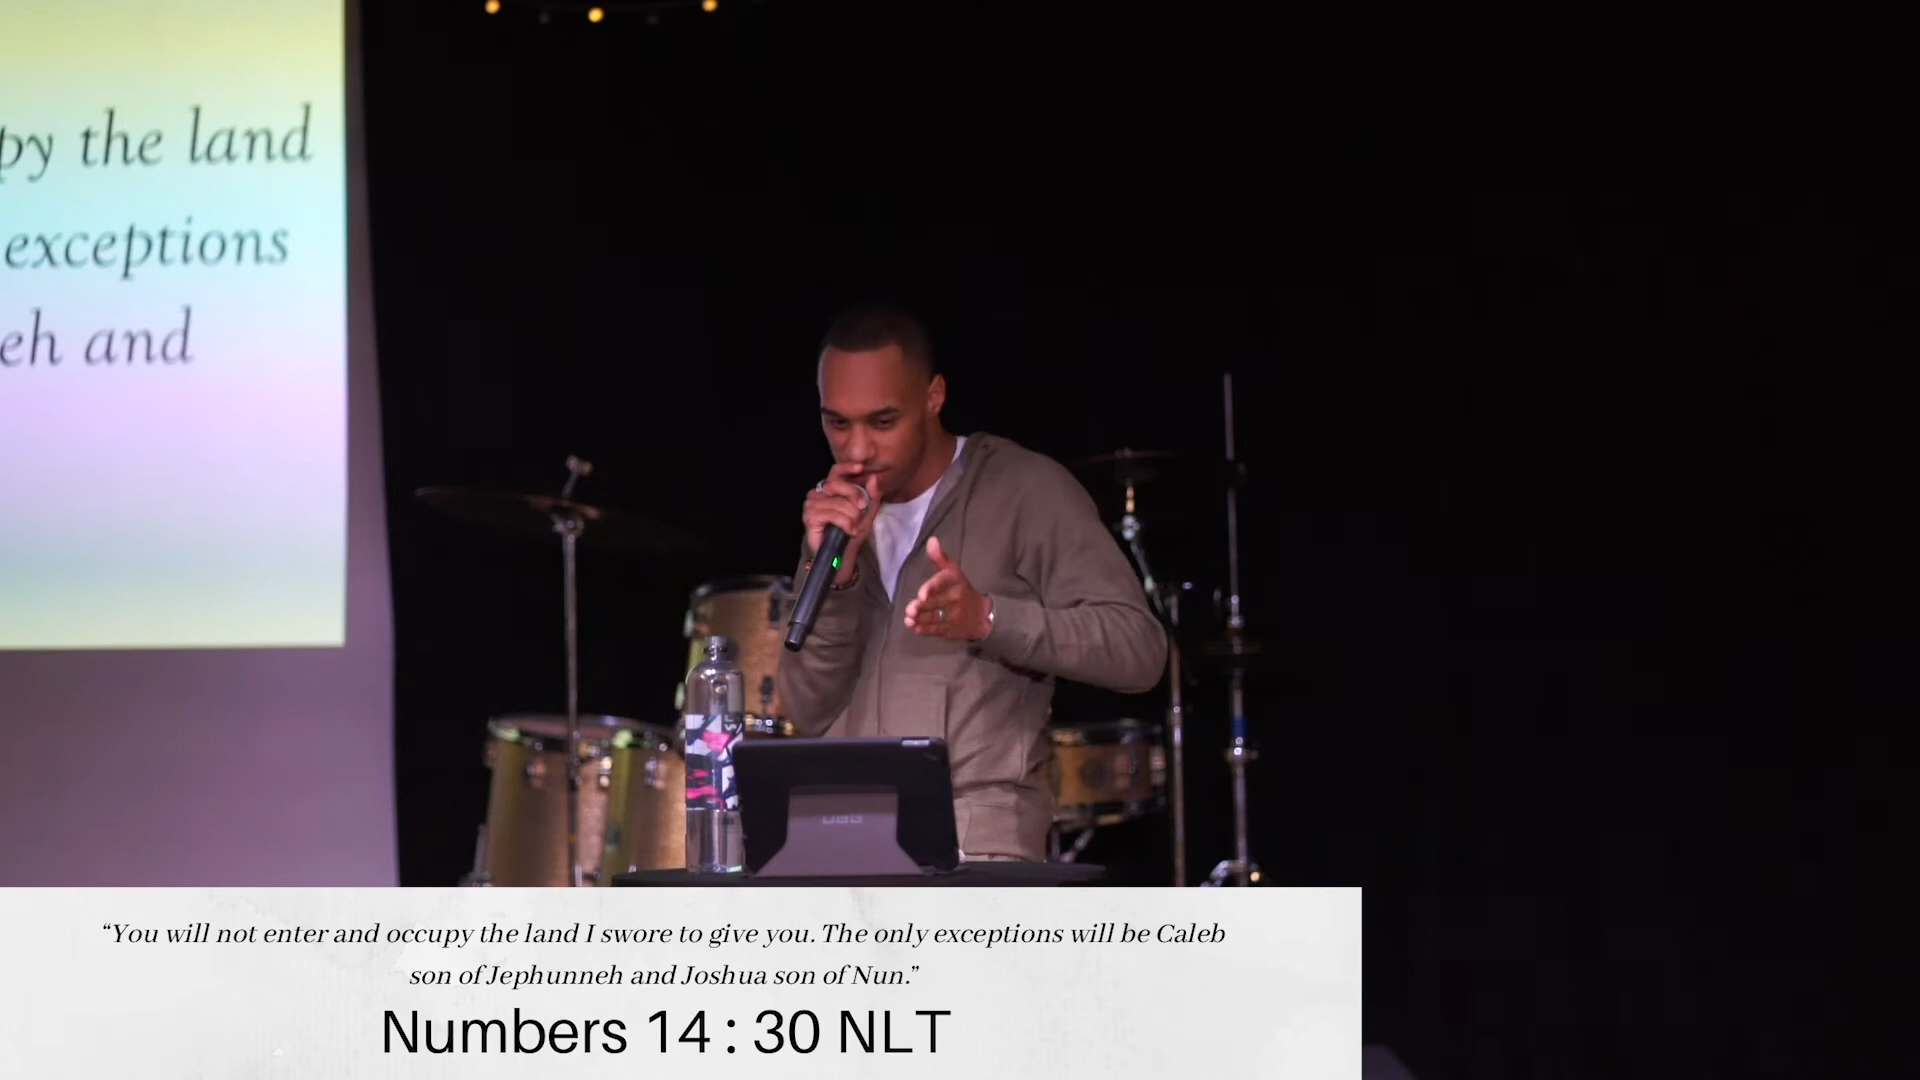 py the land
exceptions
eh and
UAG
“You will not enter and occupy the land I swore to give you. The only exceptions will be Caleb
son of Jephunneh and Joshua son of Nun.”
Numbers 14 : 30 NLT